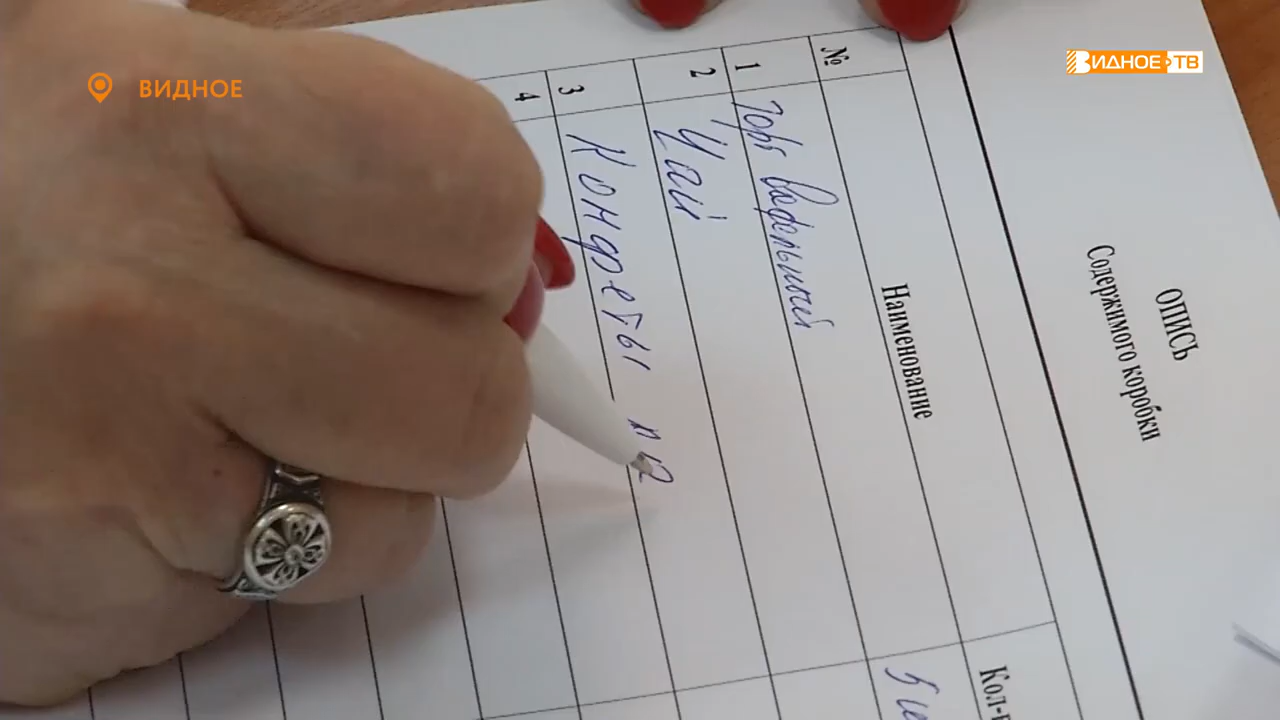 ВИДНОЕ
ВИДНОЕ ТВ
ОПИСЬ
Содержимого коробки
№ Наименование
1 Торт вафельный
2 Чай
3 Конфеты
4